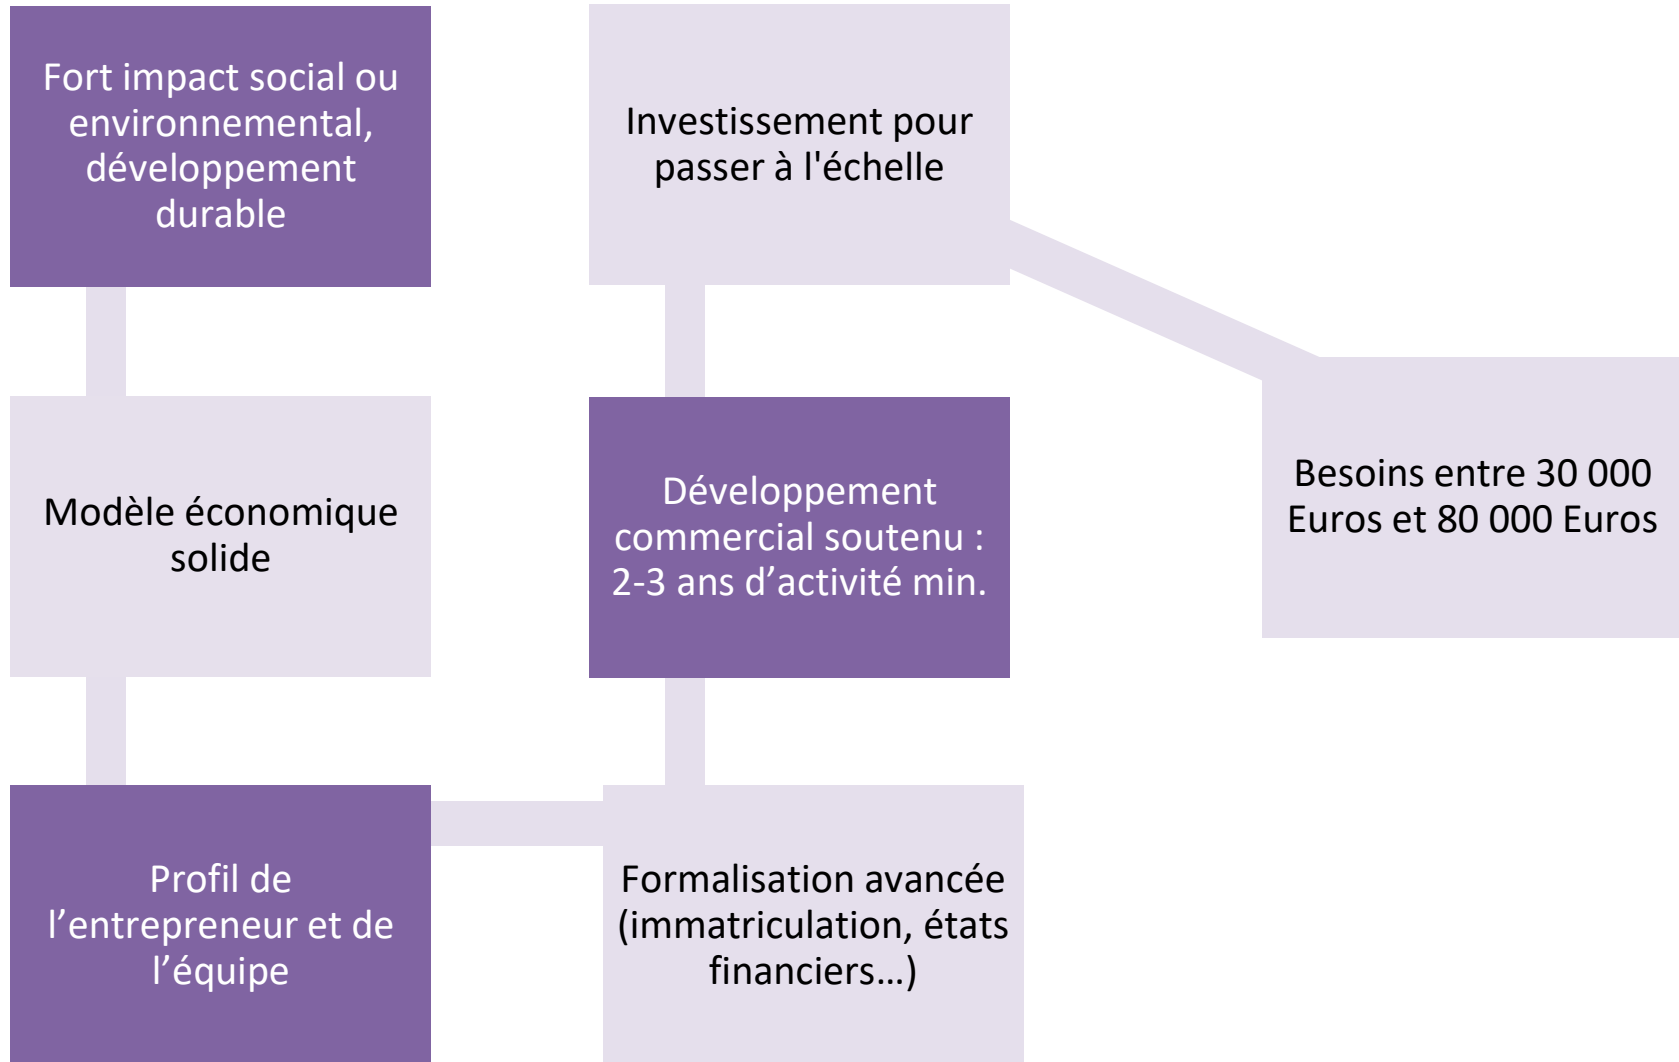 Fort impact social ou
environnemental,
développement
durable
Modèle économique
solide
Profil de
l’entrepreneur et de
l’équipe
Formalisation avancée
(immatriculation, états
financiers…)
Développement
commercial soutenu :
2-3 ans d’activité min.
Investissement pour
passer à l'échelle
Besoins entre 30 000
Euros et 80 000 Euros